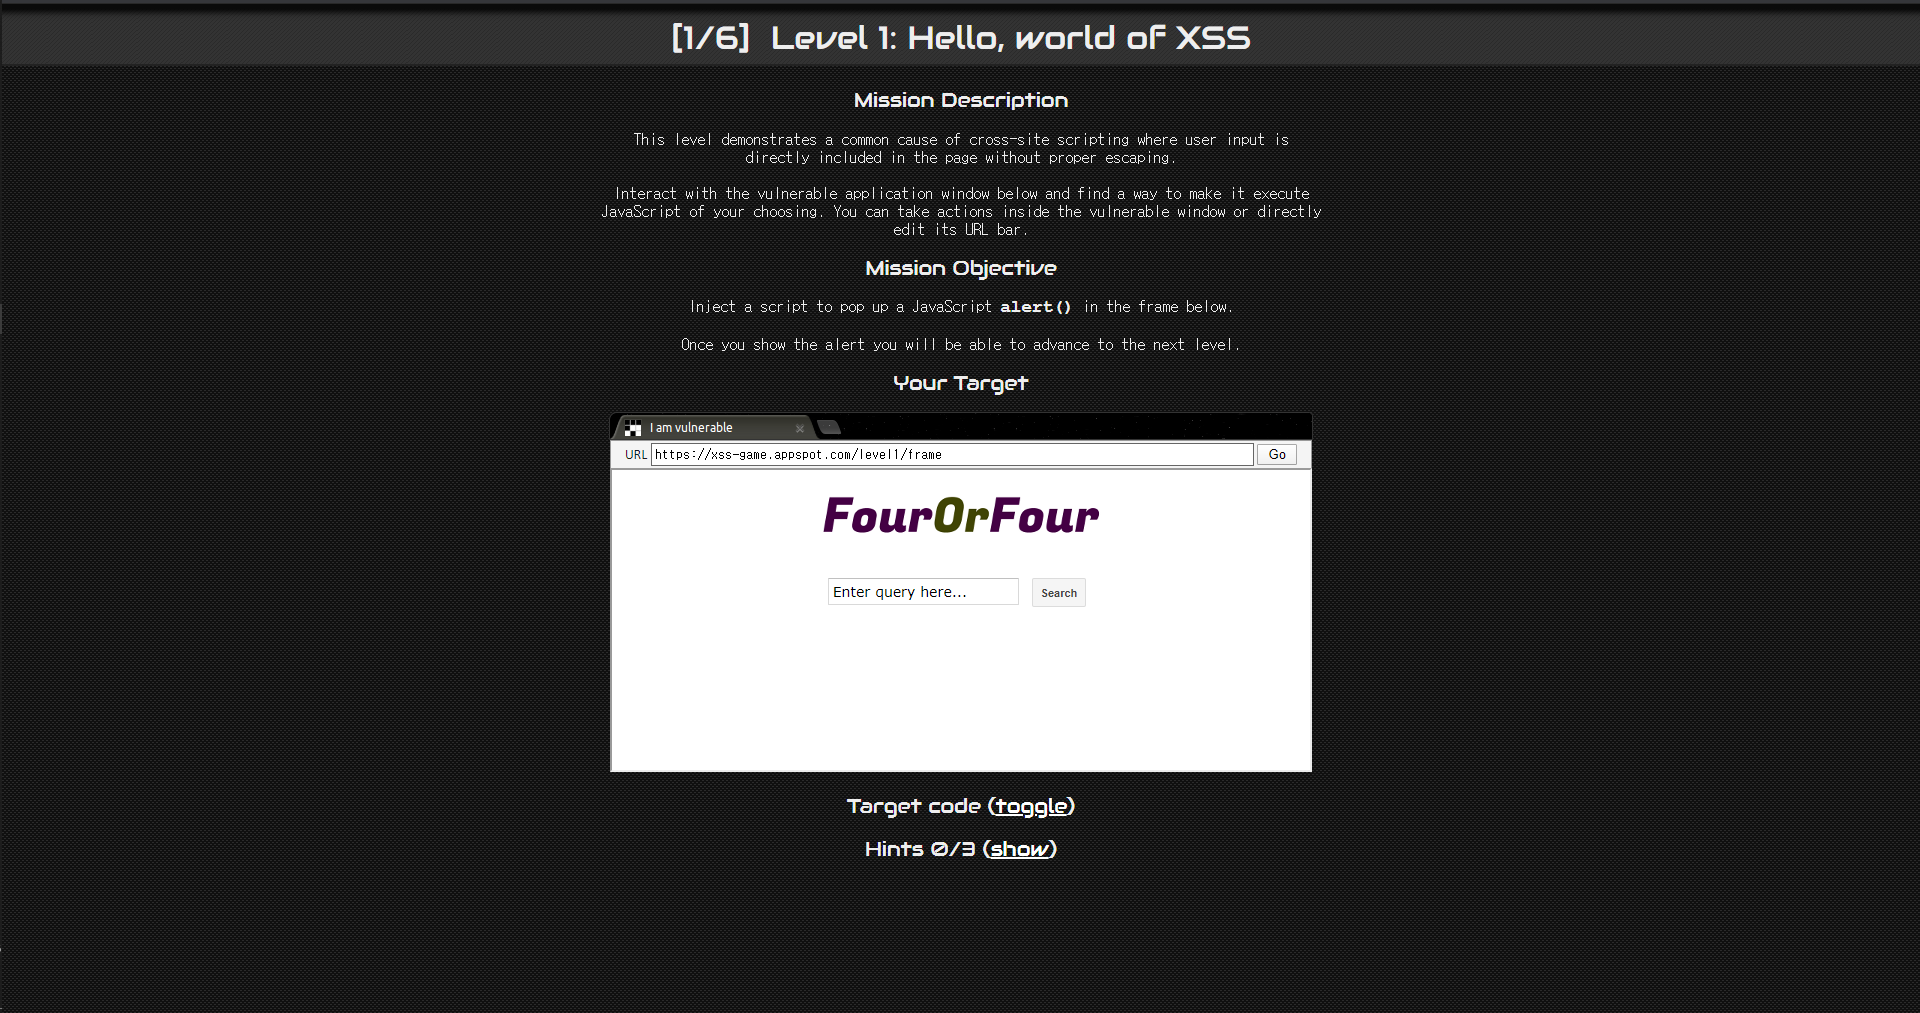 [1/6] Level 1: Hello, world of XSS
Mission Description
This level demonstrates a common cause of cross-site scripting where user input is
directly included in the page without proper escaping.
Interact with the vulnerable application window below and find a way to make it execute
JavaScript of your choosing. You can take actions inside the vulnerable window or directly
edit its URL bar.
Mission Objective
Inject a script to pop up a JavaScript alert() in the frame below.
Once you show the alert you will be able to advance to the next level.
Your Target
I am vulnerable
URL https://xss-game.appspot.com/level1/frame Go
FourOrFour
Enter query here... Search
Target code (toggle)
Hints 0/3 (show)